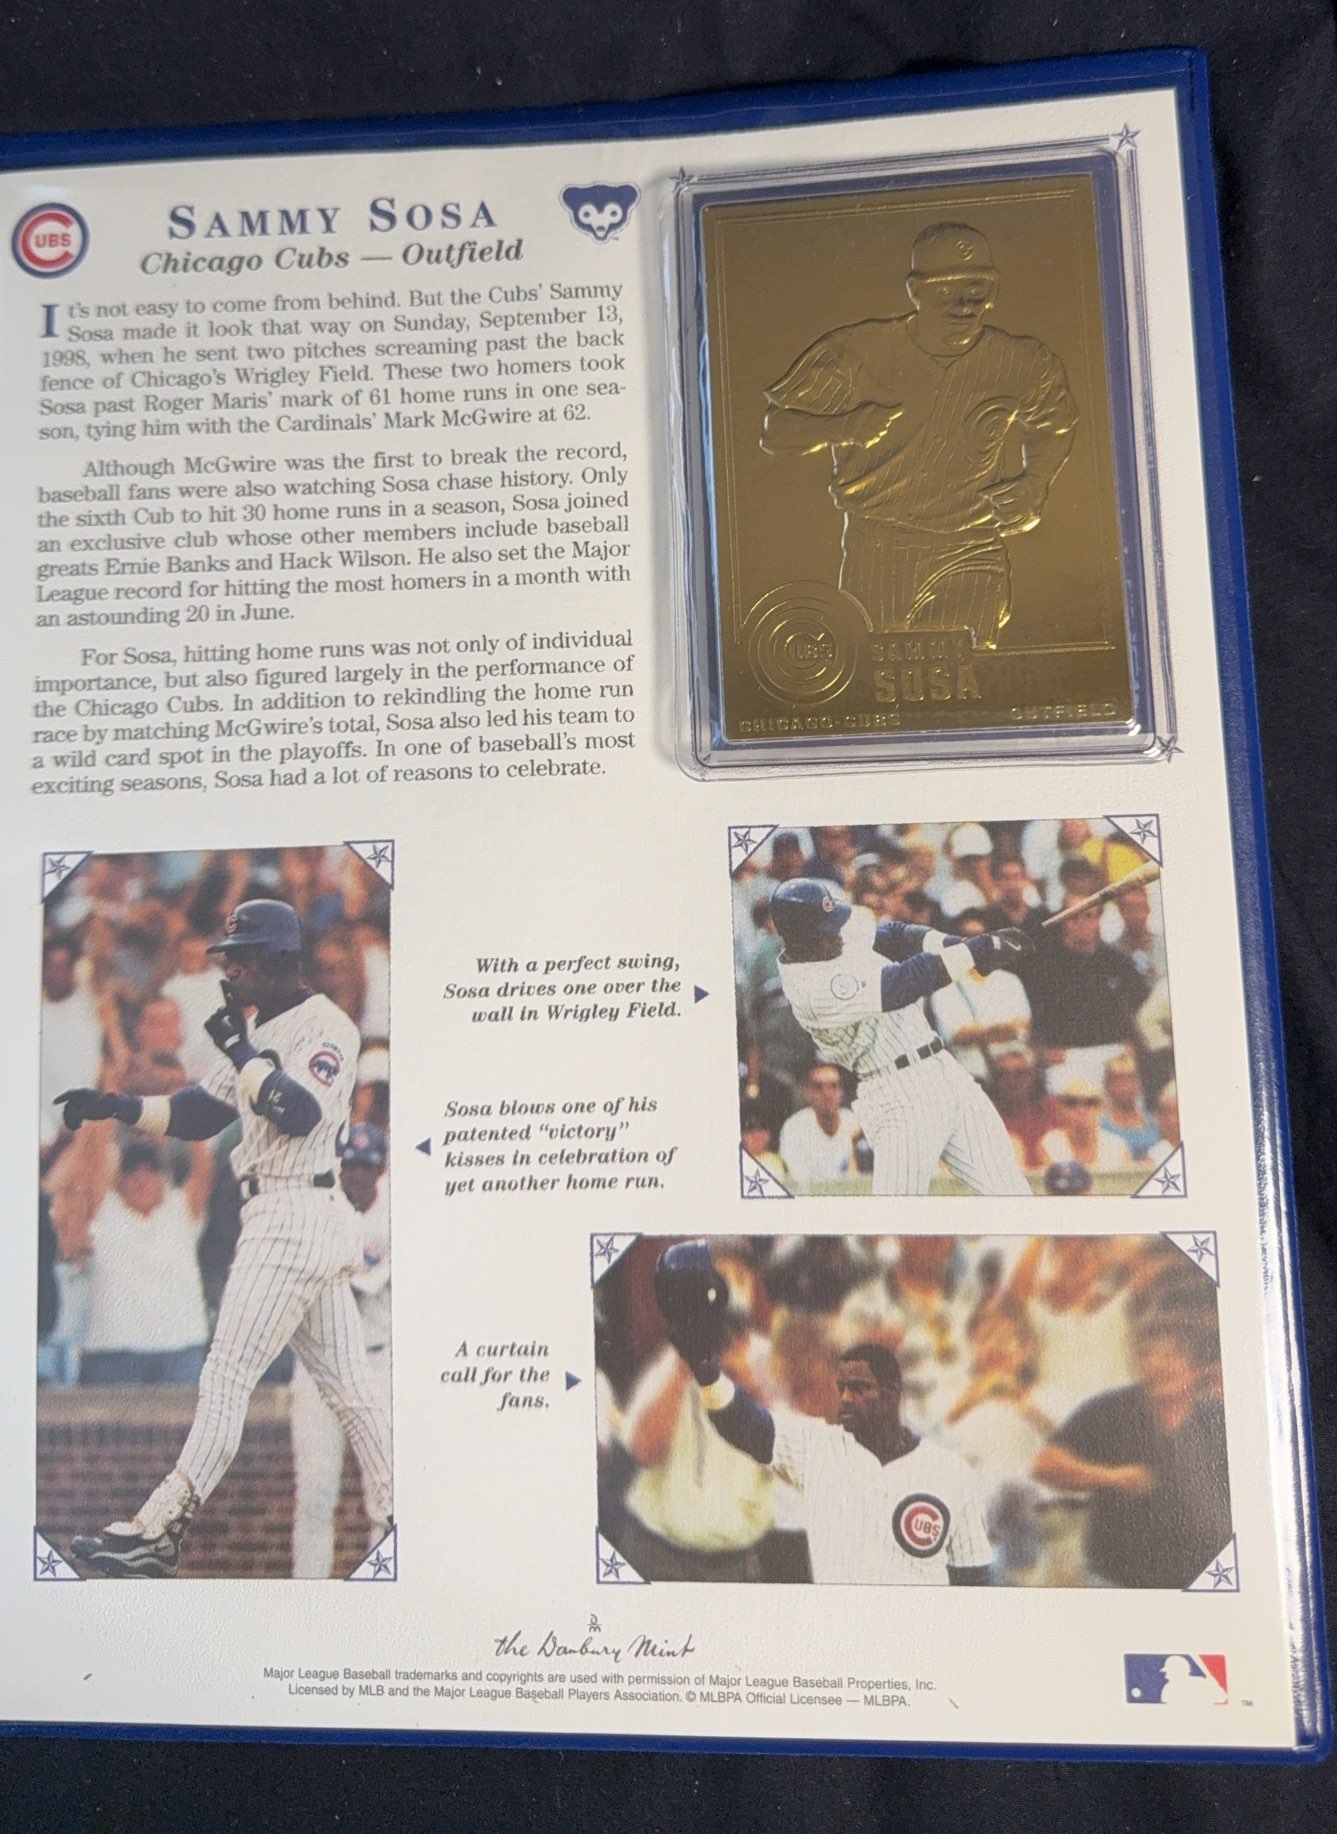 SAMMY SOSA
Chicago Cubs — Outfield
CUBS
It's not easy to come from behind. But the Cubs' Sammy
Sosa made it look that way on Sunday, September 13,
1998, when he sent two pitches screaming past the back
fence of Chicago's Wrigley Field. These two homers took
Sosa past Roger Maris' mark of 61 home runs in one sea-
son, tying him with the Cardinals' Mark McGwire at 62.
Although McGwire was the first to break the record,
baseball fans were also watching Sosa chase history. Only
the sixth Cub to hit 30 home runs in a season, Sosa joined
an exclusive club whose other members include baseball
greats Ernie Banks and Hack Wilson. He also set the Major
League record for hitting the most homers in a month with
an astounding 20 in June.
For Sosa, hitting home runs was not only of individual
importance, but also figured largely in the performance of
the Chicago Cubs. In addition to rekindling the home run
race by matching McGwire's total, Sosa also led his team to
a wild card spot in the playoffs. In one of baseball's most
exciting seasons, Sosa had a lot of reasons to celebrate.
CUBS
SAMMY
SOSA
CHICAGO CUBS
OUTFIELD
With a perfect swing,
Sosa drives one over the
wall in Wrigley Field.
Sosa blows one of his
patented "victory"
kisses in celebration of
yet another home run.
21
A curtain
call for the
fans.
CUBS
DM
the Danbury Mint
Major League Baseball trademarks and copyrights are used with permission of Major League Baseball Properties, Inc.
Licensed by MLB and the Major League Baseball Players Association. © MLBPA Official Licensee — MLBPA.
TM